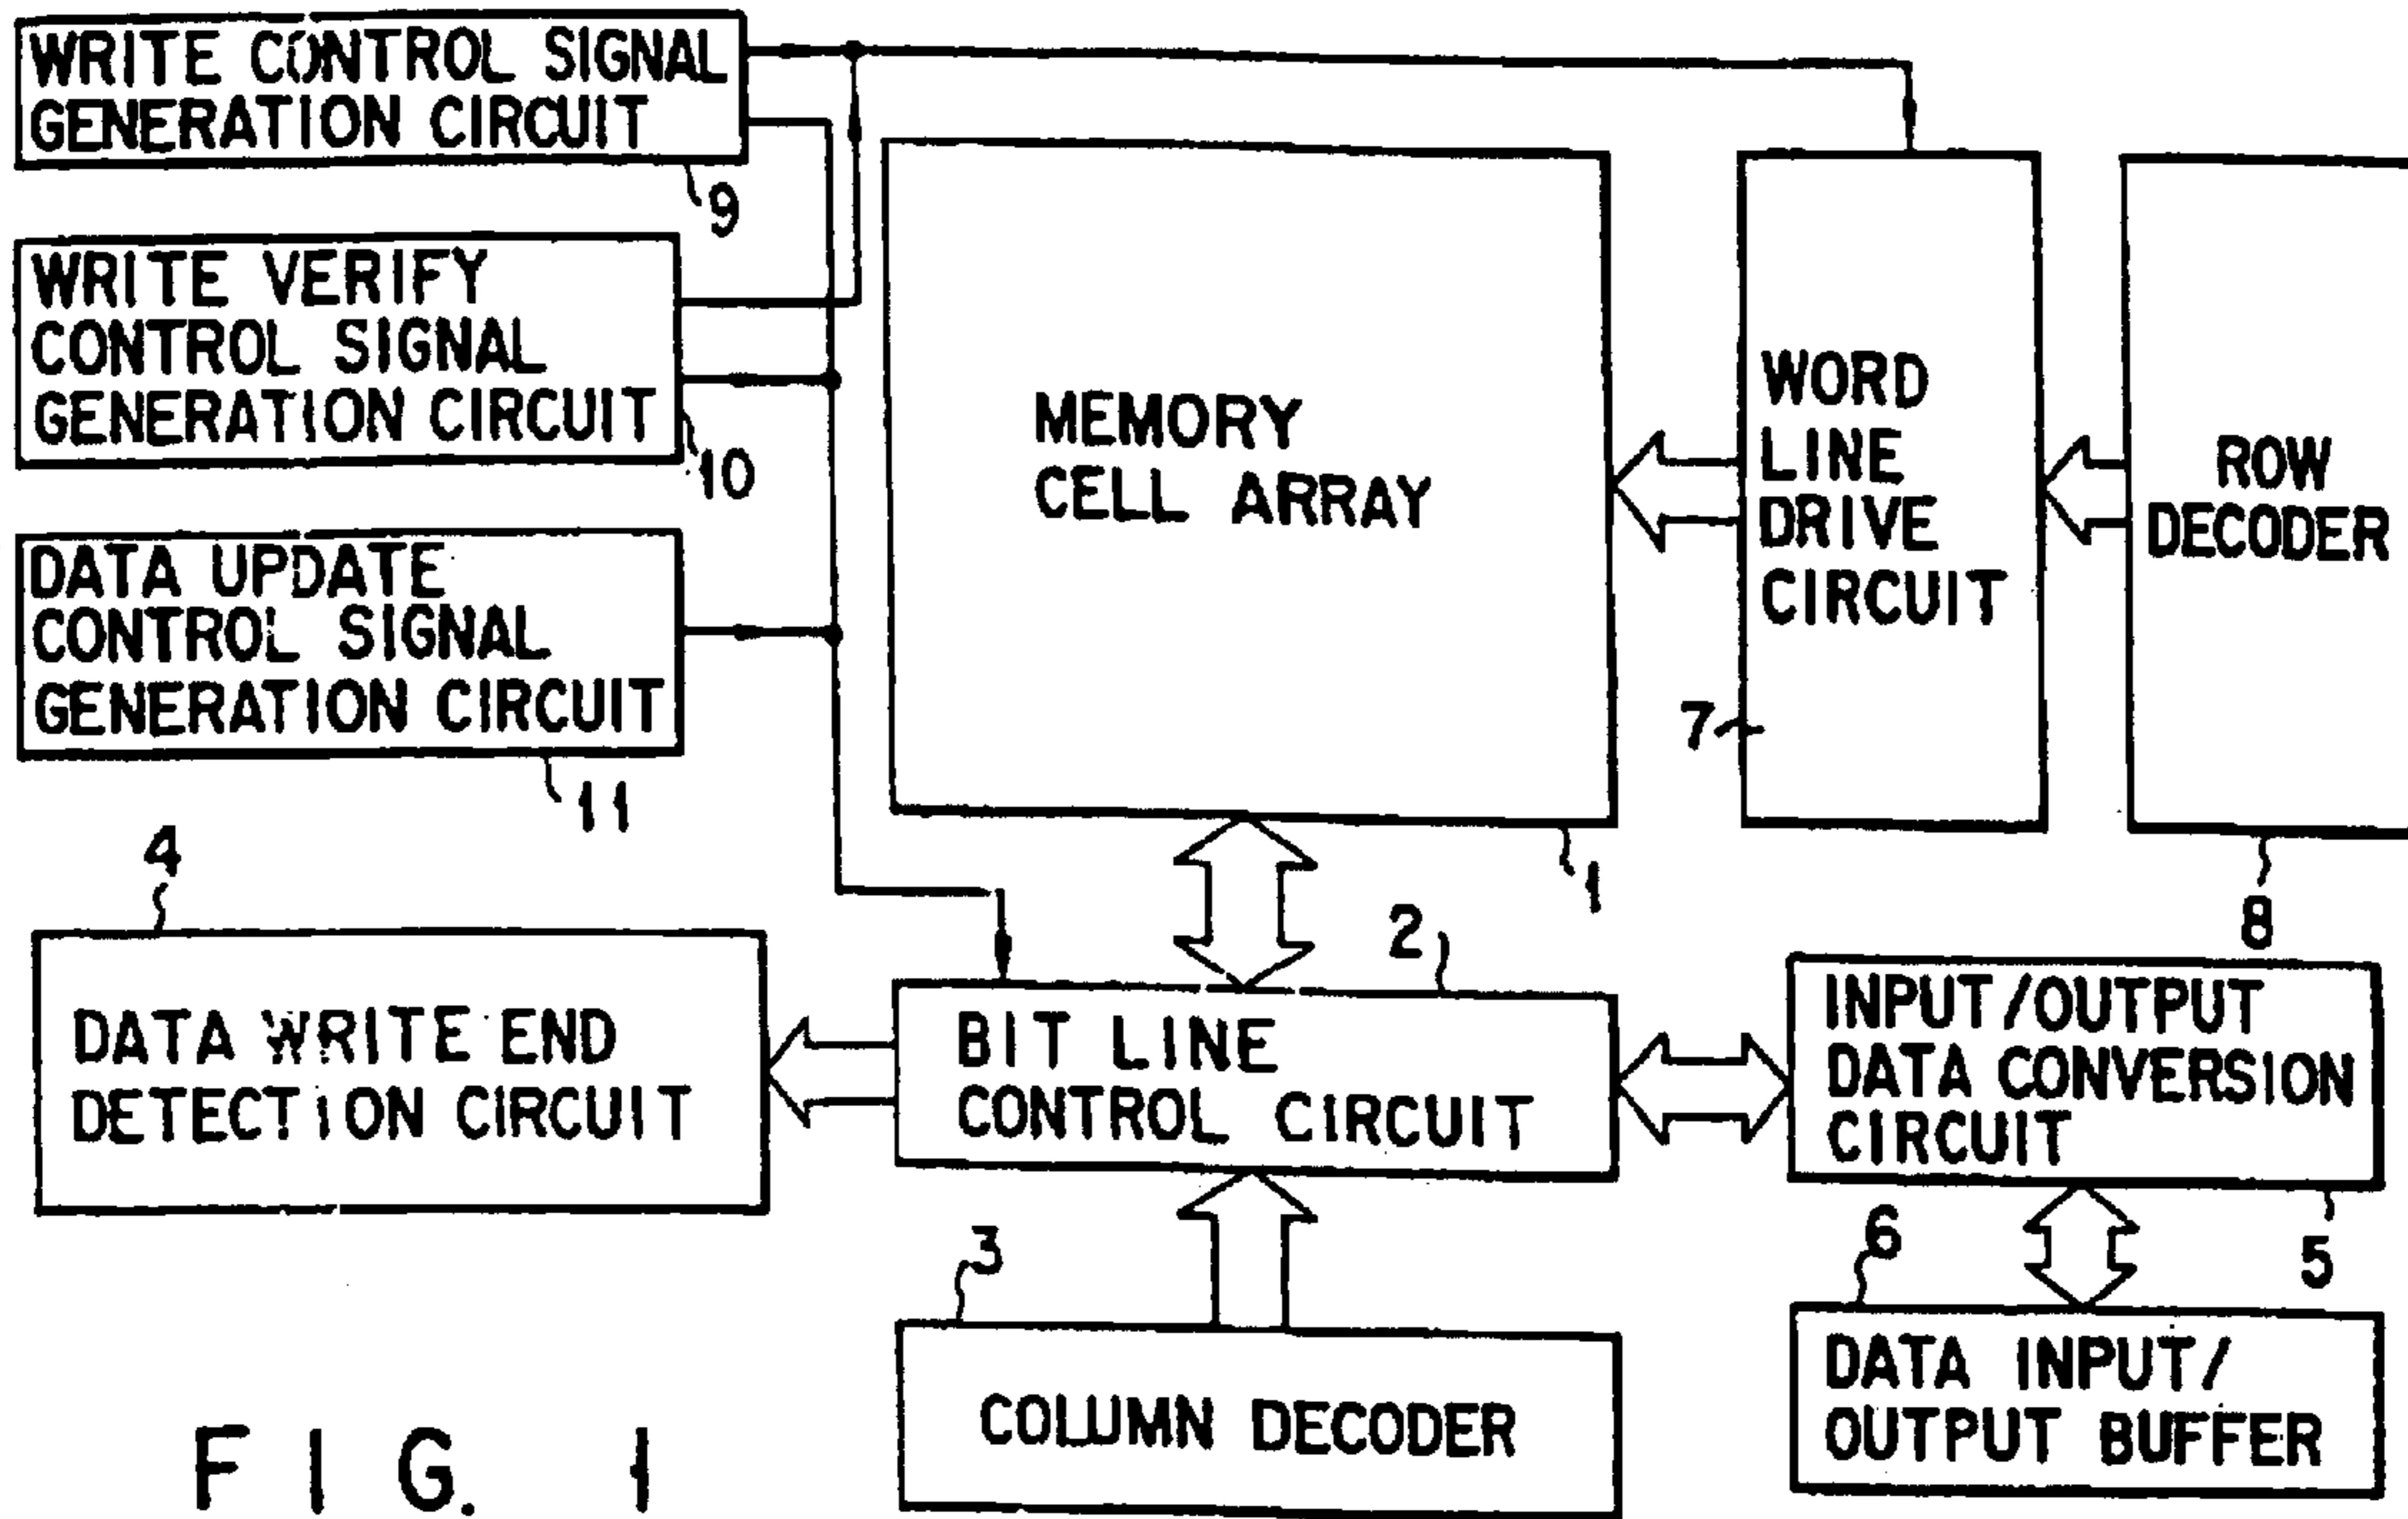 WRITE CONTROL SIGNAL
GENERATION CIRCUIT
9
WRITE VERIFY
CONTROL SIGNAL
GENERATION CIRCUIT
10
DATA UPDATE
CONTROL SIGNAL
GENERATION CIRCUIT
11
MEMORY
CELL ARRAY
1
WORD
LINE
DRIVE
CIRCUIT
7
ROW
DECODER
8
4
DATA WRITE END
DETECTION CIRCUIT
2
BIT LINE
CONTROL CIRCUIT
INPUT/OUTPUT
DATA CONVERSION
CIRCUIT
5
3
COLUMN DECODER
6
DATA INPUT/
OUTPUT BUFFER
FIG. 1